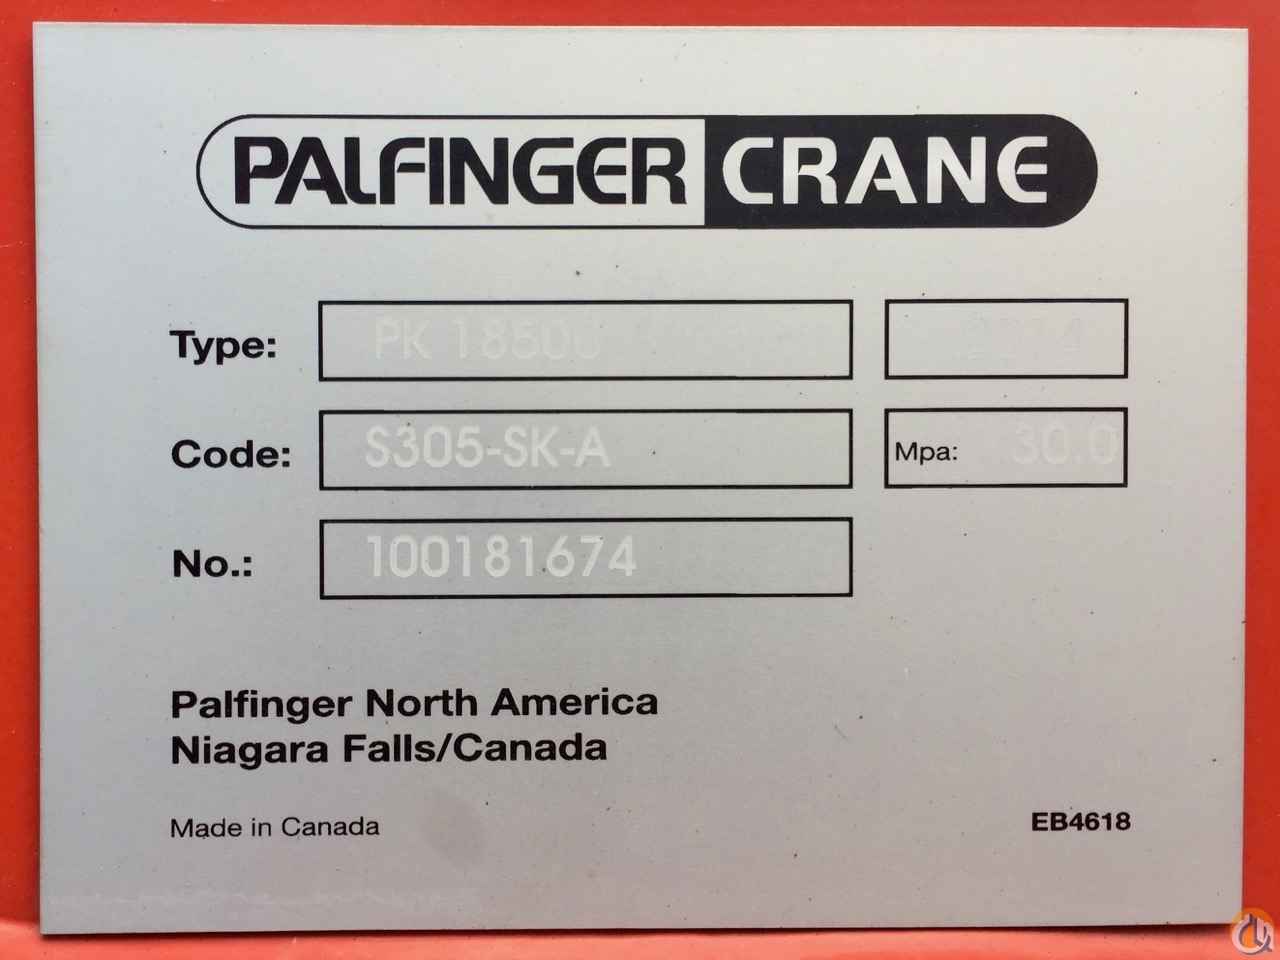 PALFINGER CRANE
Type: PK 18500
Code: S305-SK-A Mpa: 30.0
No.: 100181674
Palfinger North America
Niagara Falls/Canada
Made in Canada EB4618